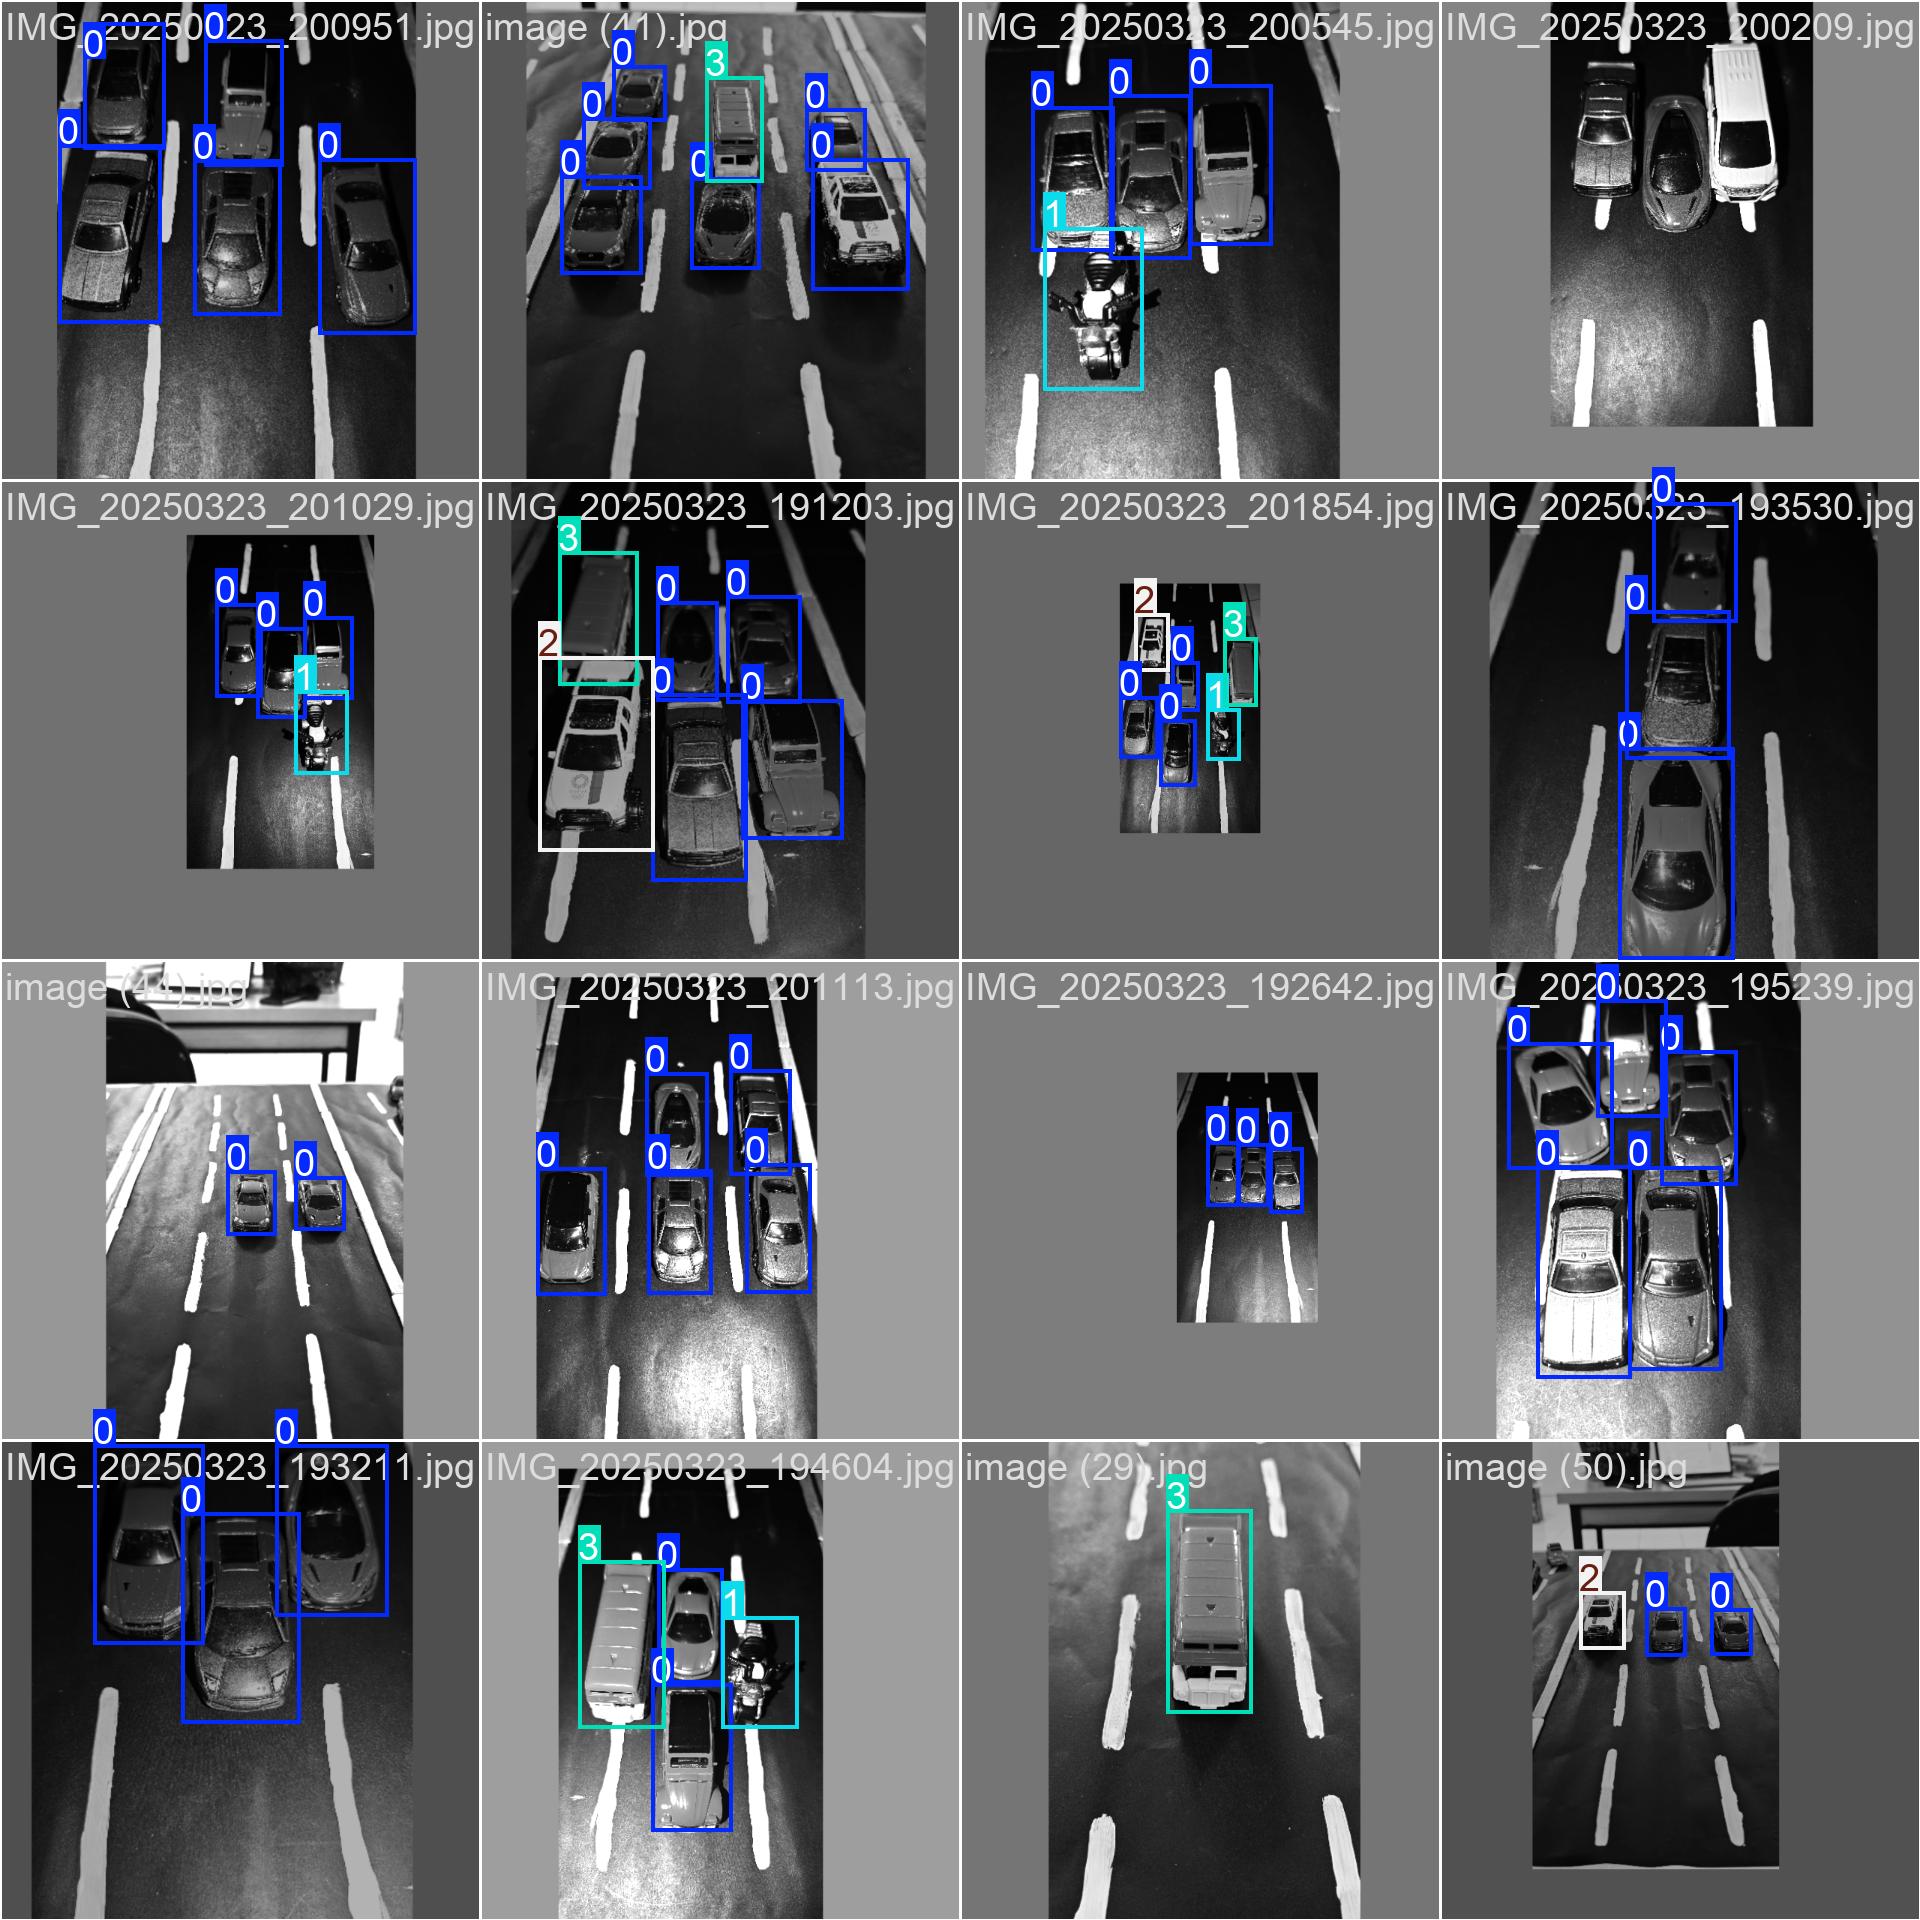 IMG_20250323_200951.jpg
image (41).jpg
IMG_20250323_200545.jpg
IMG_20250323_200209.jpg
0 0 0 0 0
0 3 0 0 0 0 0 0
0 0 0 1
IMG_20250323_201029.jpg
IMG_20250323_191203.jpg
IMG_20250323_201854.jpg
IMG_20250323_193530.jpg
0 0 0 1
3 0 0 2 0 0
2 3 0 0 1 0
0 0 0
image (44).jpg
IMG_20250323_201113.jpg
IMG_20250323_192642.jpg
IMG_20250323_195239.jpg
0 0
0 0 0 0 0
0 0 0
0 0 0 0 0
IMG_20250323_193211.jpg
IMG_20250323_194604.jpg
image (29).jpg
image (50).jpg
0 0 0
3 0 1 0
3
2 0 0